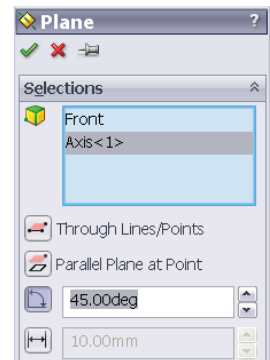 Plane ?
Selections
Front
Axis<1>
Through Lines/Points
Parallel Plane at Point
45.00deg
10.00mm